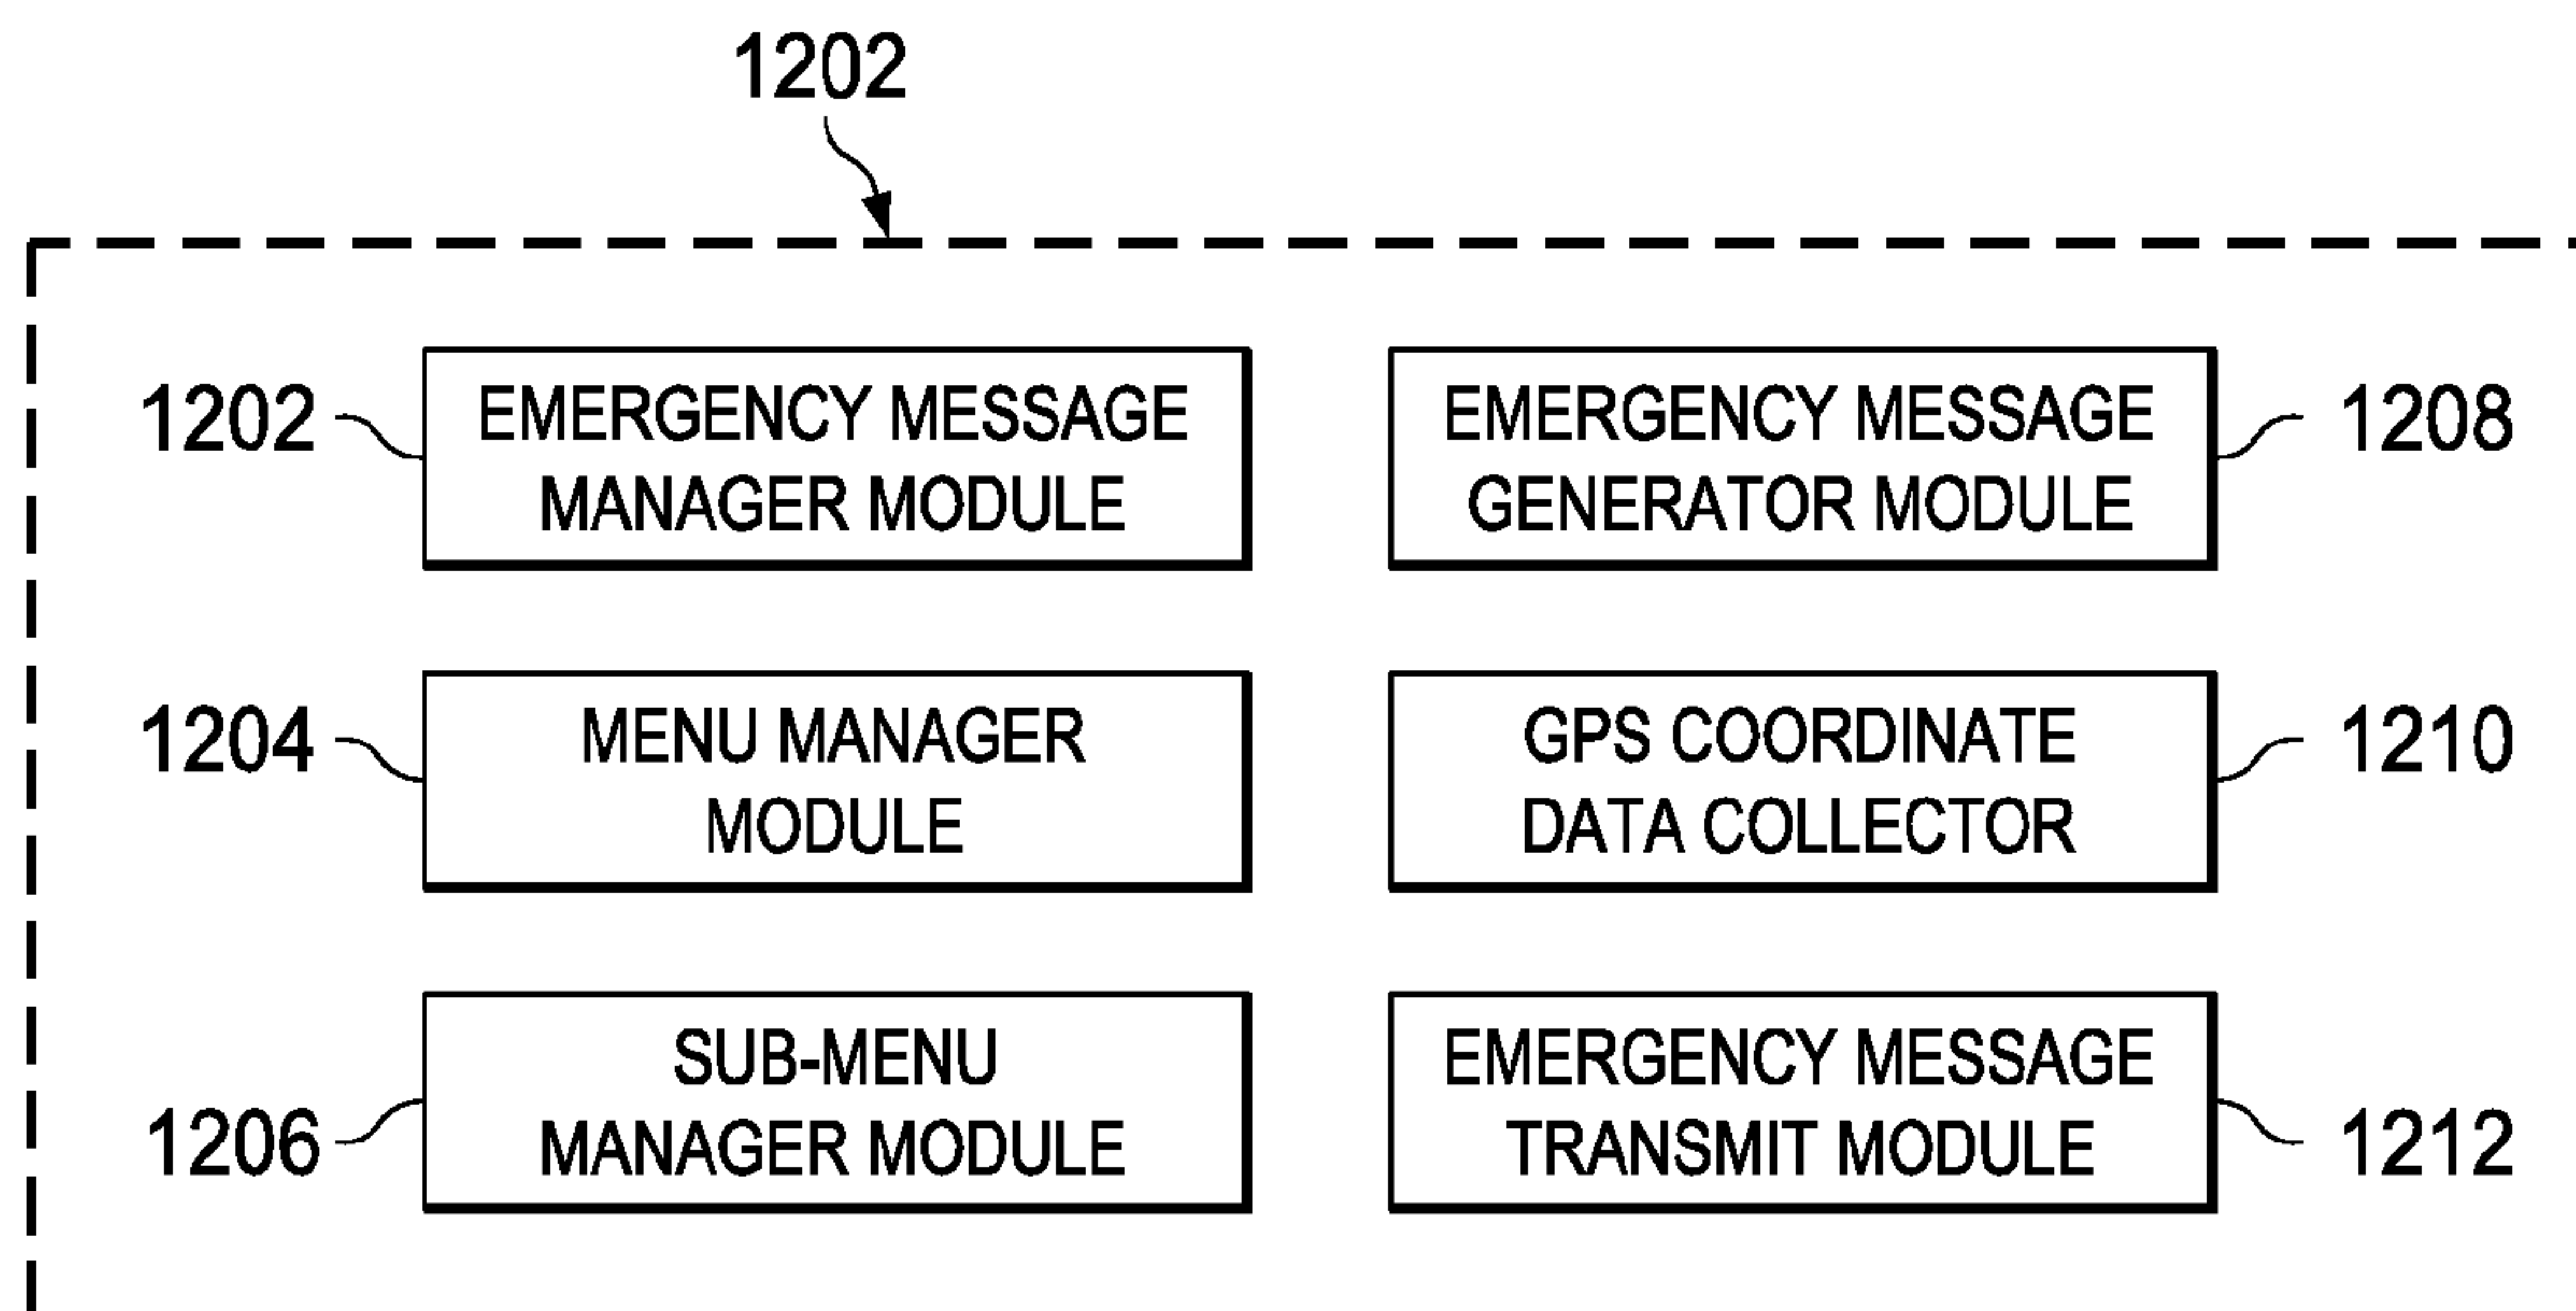 1202
1202
EMERGENCY MESSAGE
MANAGER MODULE
EMERGENCY MESSAGE
GENERATOR MODULE
1208
1204
MENU MANAGER
MODULE
GPS COORDINATE
DATA COLLECTOR
1210
1206
SUB-MENU
MANAGER MODULE
EMERGENCY MESSAGE
TRANSMIT MODULE
1212